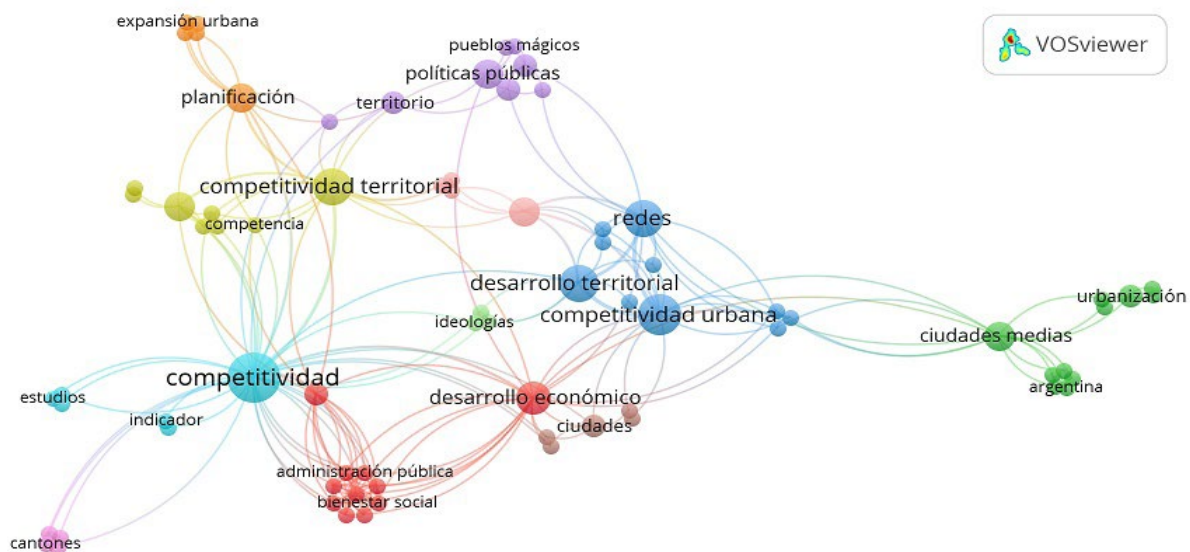 expansión urbana
pueblos mágicos
VOSviewer
políticas públicas
planificación
territorio
competitividad territorial
competencia
redes
desarrollo territorial
urbanización
competitividad urbana
ideologías
ciudades medias
competitividad
argentina
estudios
desarrollo económico
indicador
ciudades
administración pública
bienestar social
cantones